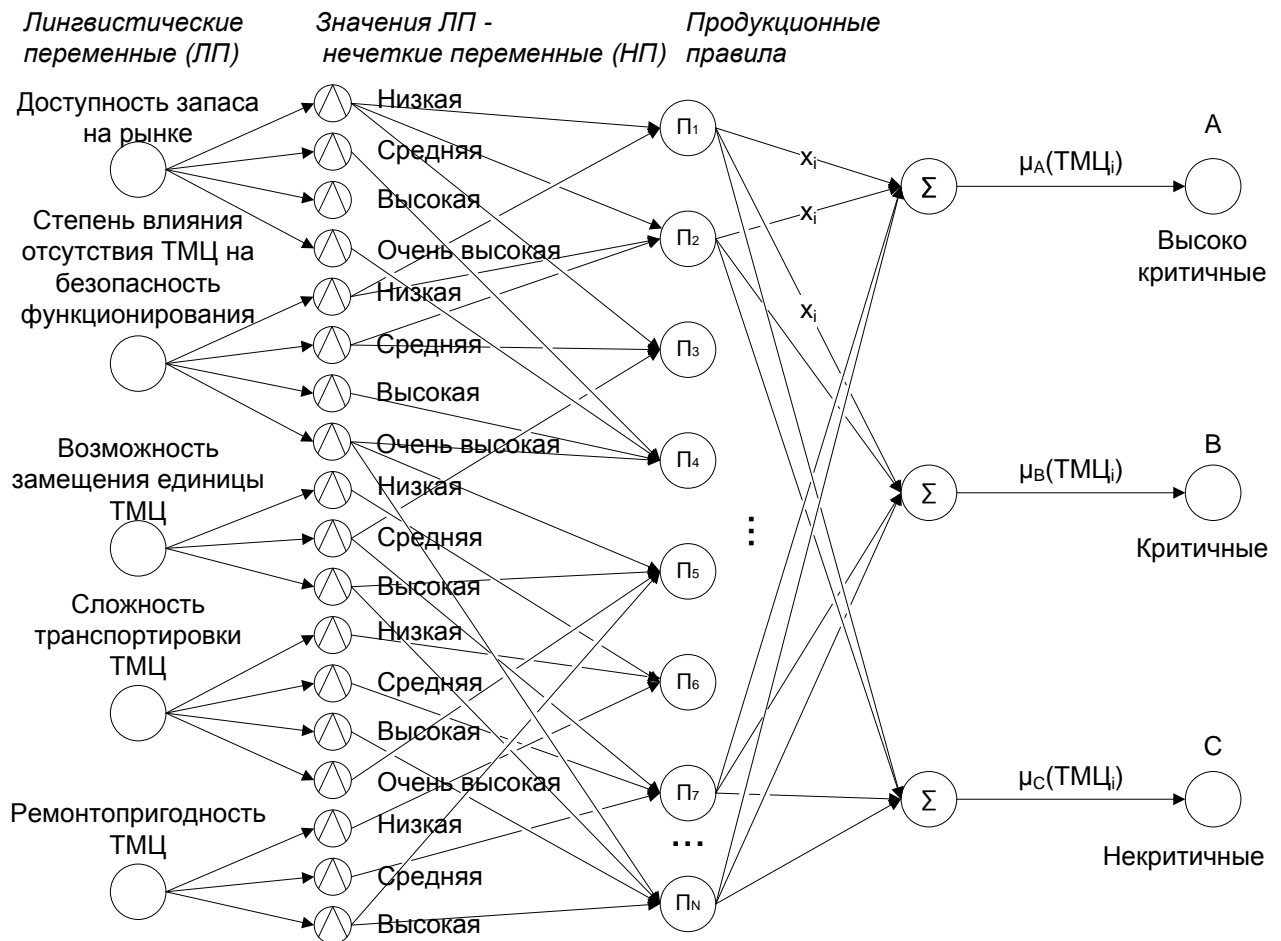 Лингвистические
переменные (ЛП)
Значения ЛП -
нечеткие переменные (НП)
Продукционные
правила
Доступность запаса
на рынке
Степень влияния
отсутствия ТМЦ на
безопасность
функционирования
Возможность
замещения единицы
ТМЦ
Сложность
транспортировки
ТМЦ
Ремонтопригодность
ТМЦ
Низкая
Средняя
Высокая
Очень высокая
Низкая
Средняя
Высокая
Очень высокая
Низкая
Средняя
Высокая
Низкая
Средняя
Высокая
Очень высокая
Низкая
Средняя
Высокая
П₁
П₂
П₃
П₄
П₅
П₆
П₇
...
Пɴ
...
xᵢ
xᵢ
xᵢ
Σ
Σ
Σ
μA(ТМЦᵢ)
μB(ТМЦᵢ)
μC(ТМЦᵢ)
A
Высоко
критичные
B
Критичные
C
Некритичные